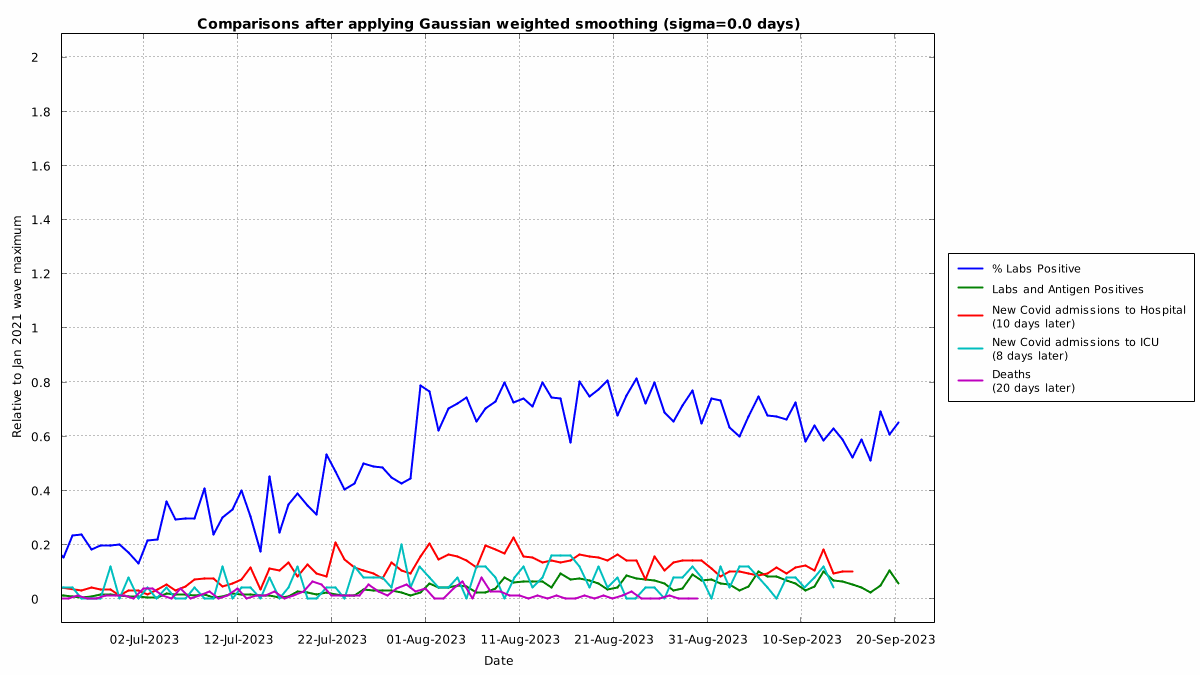 Comparisons after applying Gaussian weighted smoothing (sigma=0.0 days)
Relative to Jan 2021 wave maximum
2
1.8
1.6
1.4
1.2
1
0.8
0.6
0.4
0.2
0
02-Jul-2023
12-Jul-2023
22-Jul-2023
01-Aug-2023
11-Aug-2023
21-Aug-2023
31-Aug-2023
10-Sep-2023
20-Sep-2023
Date
% Labs Positive
Labs and Antigen Positives
New Covid admissions to Hospital
(10 days later)
New Covid admissions to ICU
(8 days later)
Deaths
(20 days later)